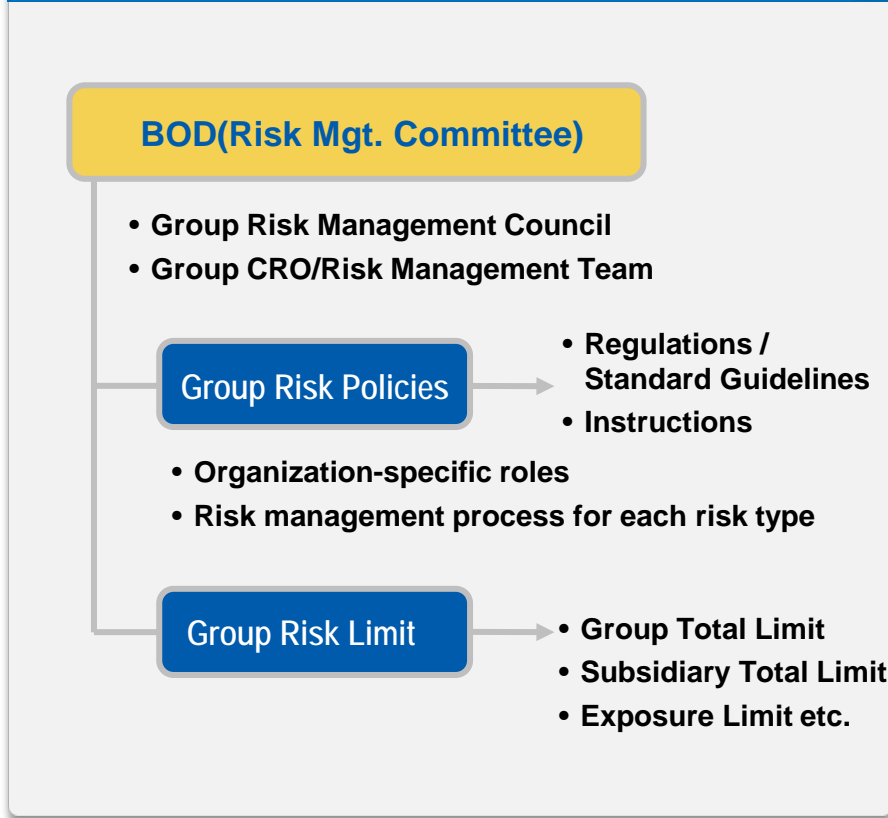 BOD(Risk Mgt. Committee)
• Group Risk Management Council
• Group CRO/Risk Management Team
Group Risk Policies
• Regulations /
Standard Guidelines
• Instructions
• Organization-specific roles
• Risk management process for each risk type
Group Risk Limit
• Group Total Limit
• Subsidiary Total Limit
• Exposure Limit etc.